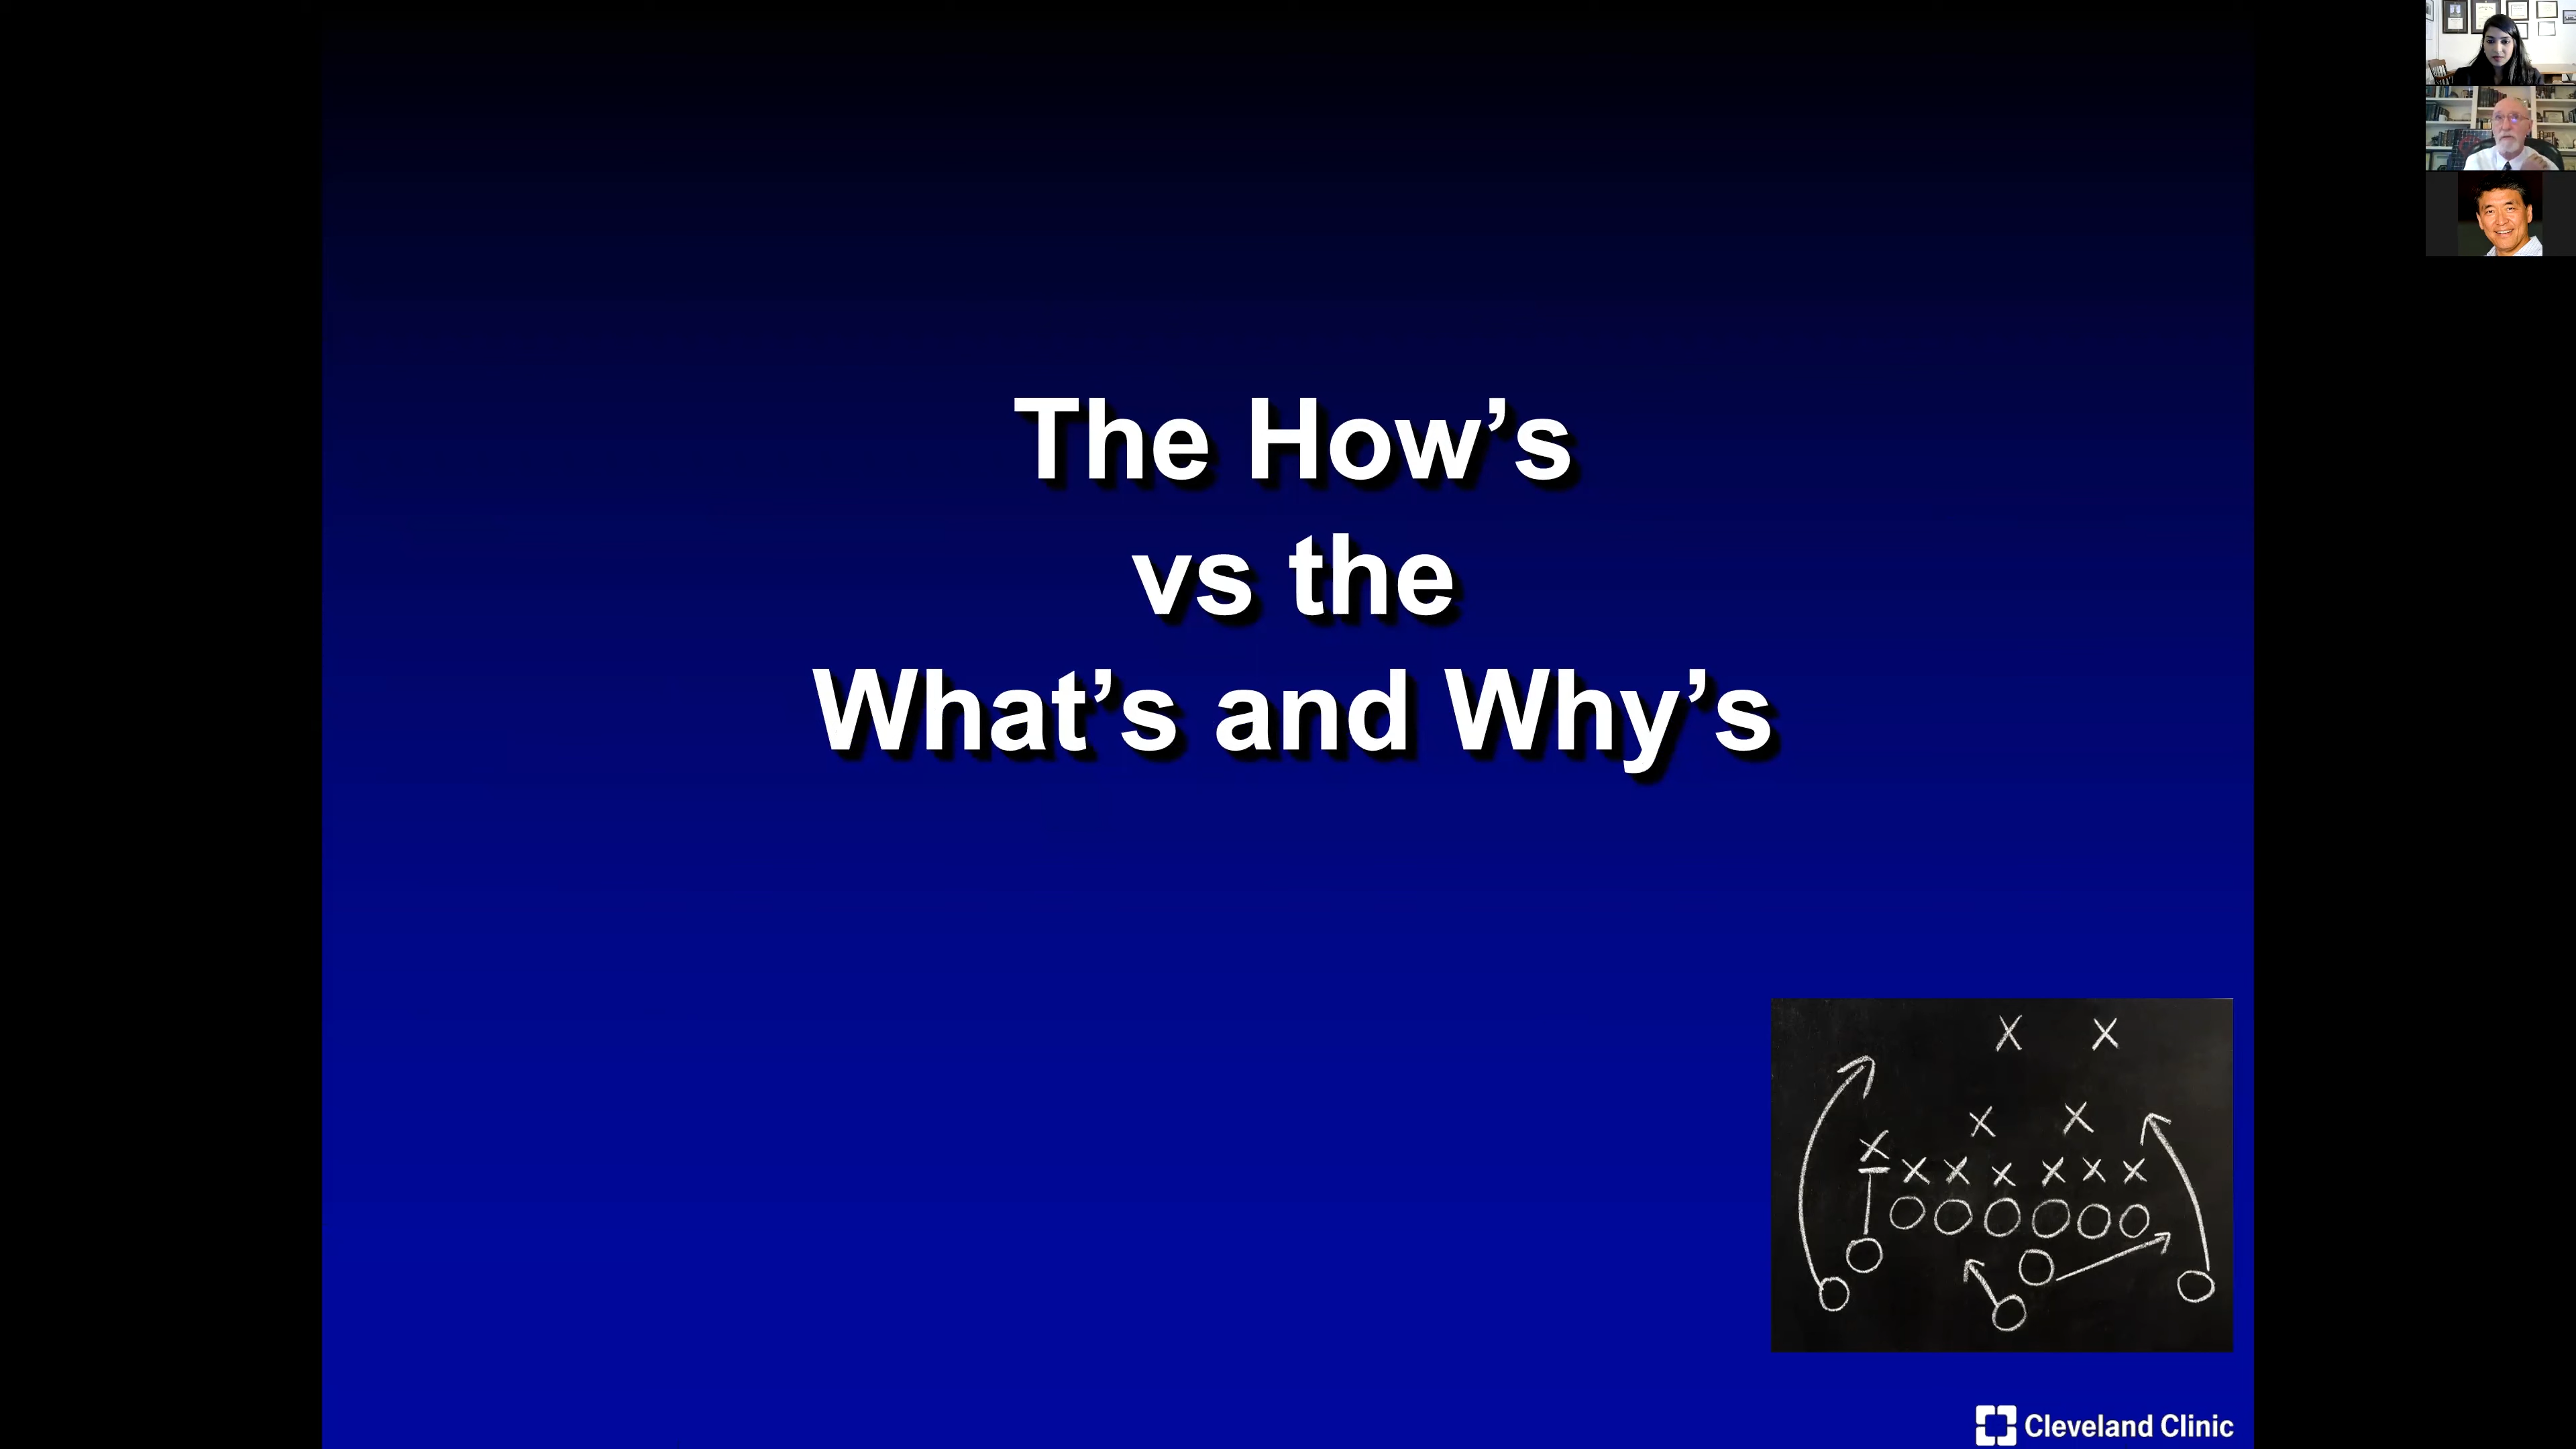 The How’s
vs the
What’s and Why’s
X X
X X
X
X X X X X X
O O O O O O
O O
O O
O
Cleveland Clinic